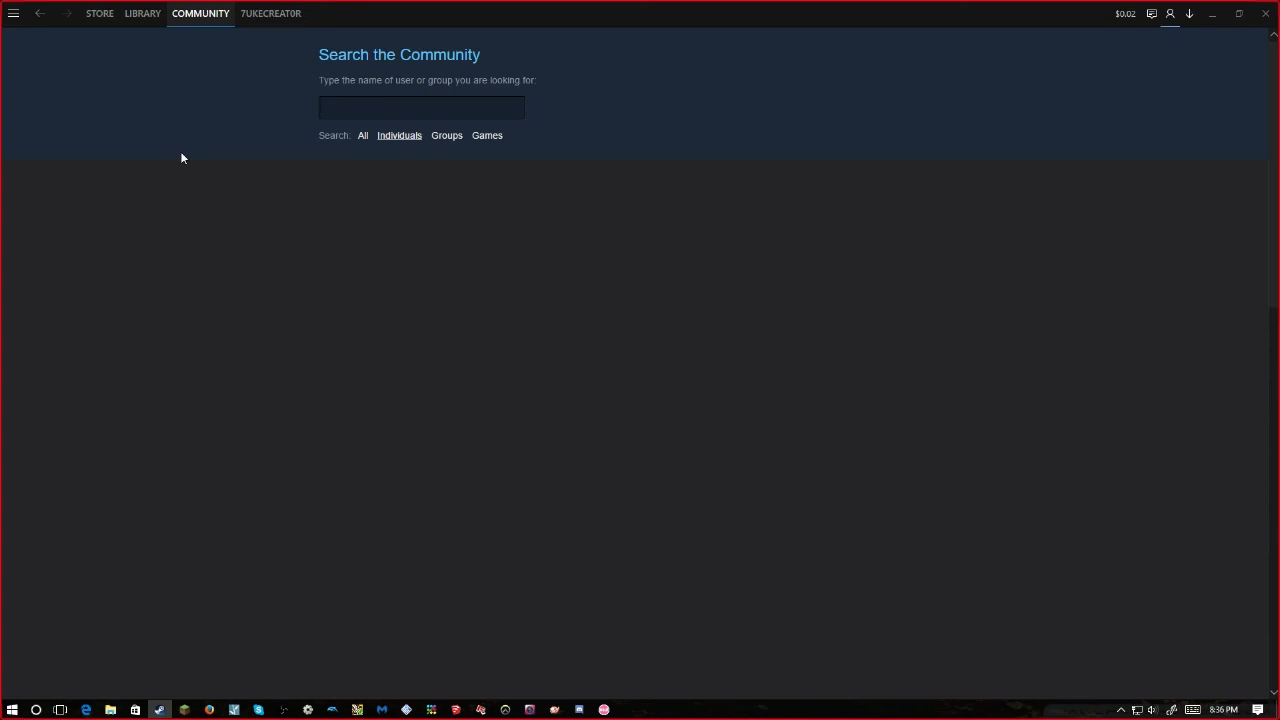 STORE LIBRARY COMMUNITY 7UKECREAT0R $0.02
Search the Community
Type the name of user or group you are looking for:
Search: All Individuals Groups Games
8:36 PM